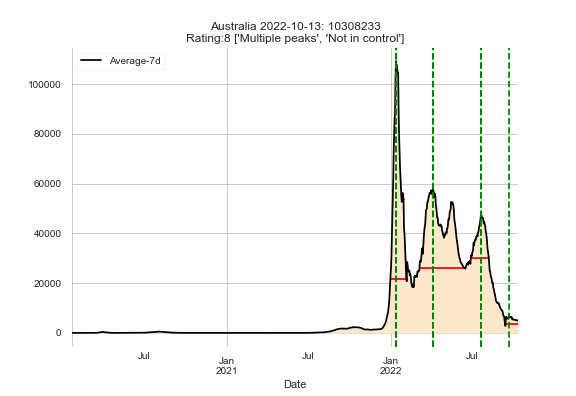 Australia 2022-10-13: 10308233
Rating:8 ['Multiple peaks', 'Not in control']
Average-7d
100000
80000
60000
40000
20000
0
Jul
Jan
2021
Jul
Jan
2022
Jul
Date